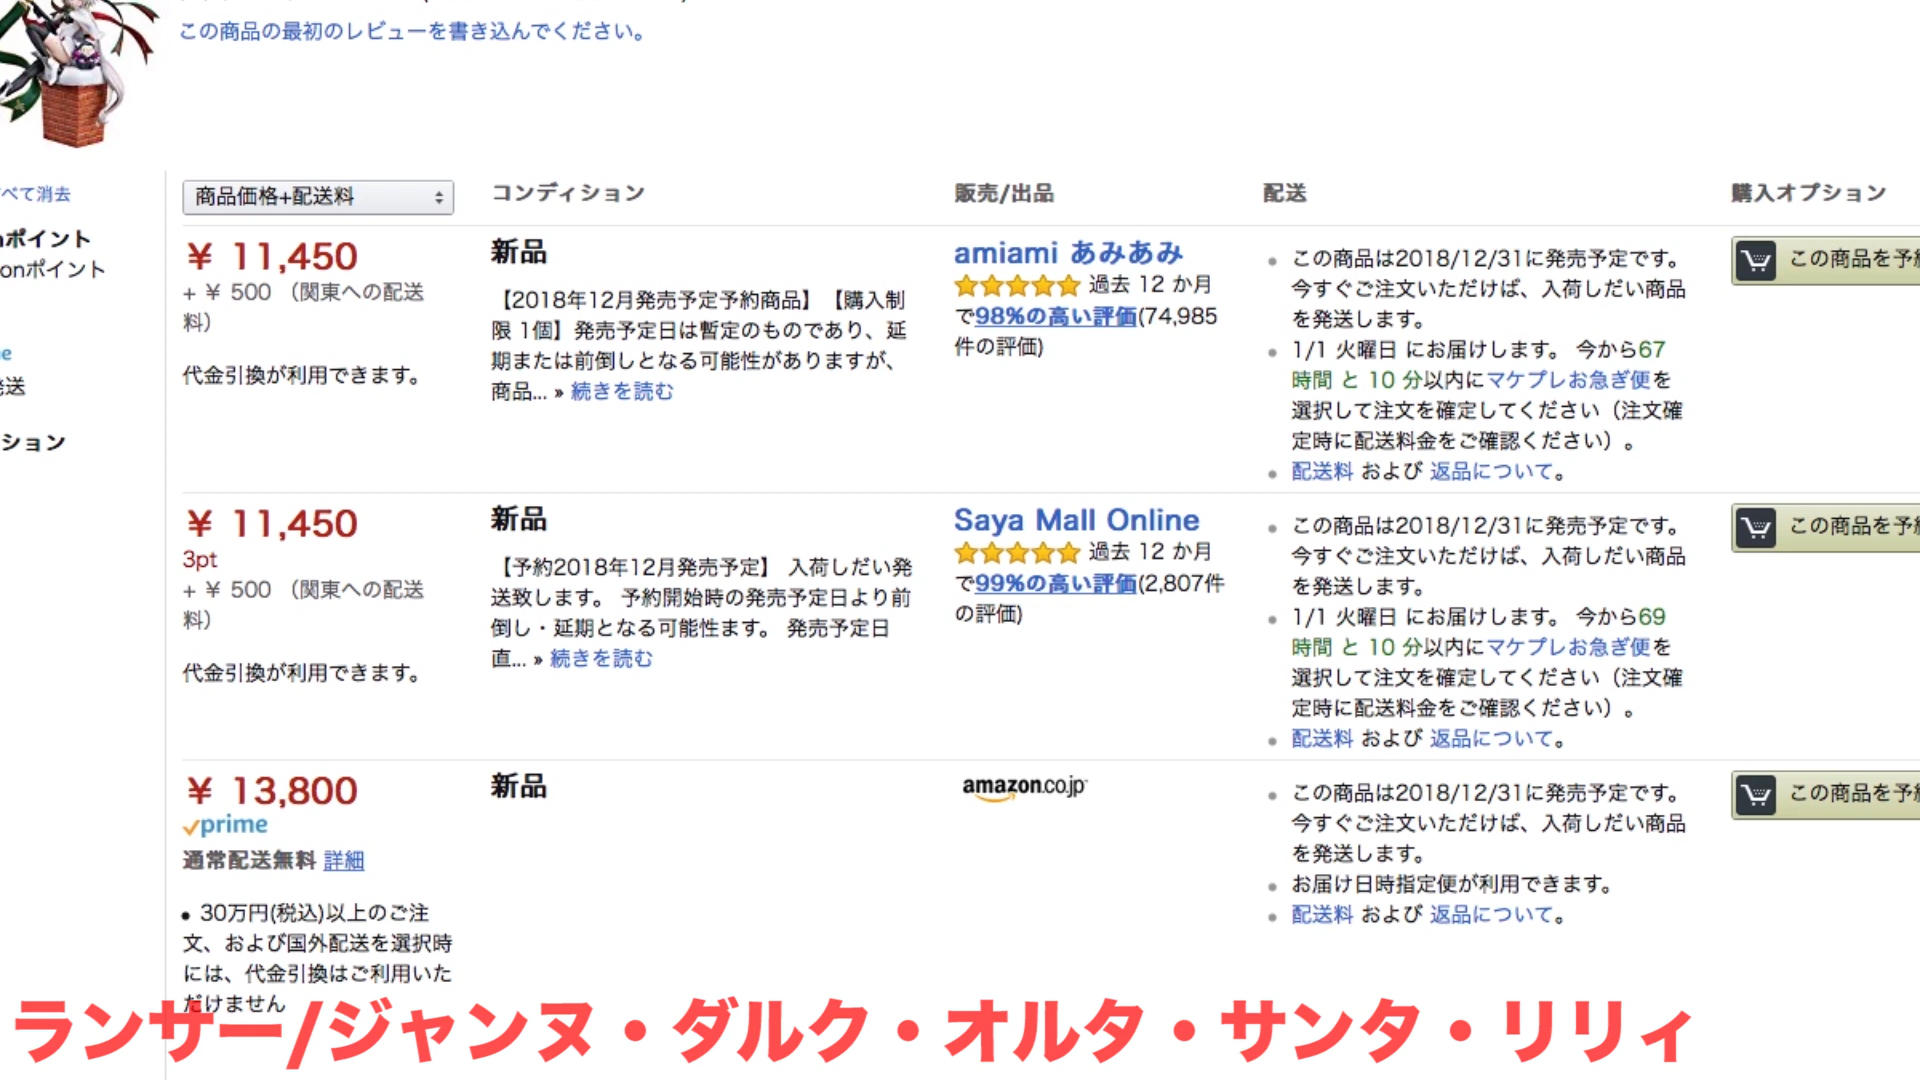 この商品の最初のレビューを書き込んでください。
べて消去
ポイント
onポイント
e
送
ション
商品価格+配送料
コンディション
販売/出品
配送
購入オプション
￥ 11,450
+ ￥ 500 （関東への配送
料）
代金引換が利用できます。
新品
【2018年12月発売予定予約商品】【購入制
限 1個】発売予定日は暫定のものであり、延
期または前倒しとなる可能性がありますが、
商品... » 続きを読む
amiami あみあみ
過去 12 か月
で98%の高い評価(74,985
件の評価)
この商品は2018/12/31に発売予定です。
今すぐご注文いただけば、入荷しだい商品
を発送します。
1/1 火曜日 にお届けします。 今から67
時間 と 10 分以内にマケプレお急ぎ便を
選択して注文を確定してください（注文確
定時に配送料金をご確認ください）。
配送料 および 返品について。
この商品を予約
￥ 11,450
3pt
+ ￥ 500 （関東への配送
料）
代金引換が利用できます。
新品
【予約2018年12月発売予定】 入荷しだい発
送致します。 予約開始時の発売予定日より前
倒し・延期となる可能性ます。 発売予定日
直... » 続きを読む
Saya Mall Online
過去 12 か月
で99%の高い評価(2,807件
の評価)
この商品は2018/12/31に発売予定です。
今すぐご注文いただけば、入荷しだい商品
を発送します。
1/1 火曜日 にお届けします。 今から69
時間 と 10 分以内にマケプレお急ぎ便を
選択して注文を確定してください（注文確
定時に配送料金をご確認ください）。
配送料 および 返品について。
この商品を予約
￥ 13,800
prime
通常配送無料 詳細
• 30万円(税込)以上のご注
文、および国外配送を選択時
には、代金引換はご利用いた
だけません
新品
amazon.co.jp
この商品は2018/12/31に発売予定です。
今すぐご注文いただけば、入荷しだい商品
を発送します。
お届け日時指定便が利用できます。
配送料 および 返品について。
この商品を予約
ランサー/ジャンヌ・ダルク・オルタ・サンタ・リリィ